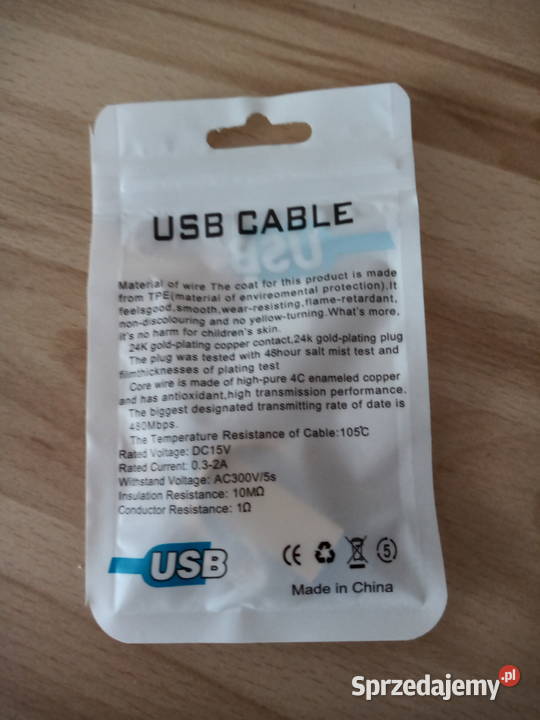 USB CABLE
USB
Material of wire The coat for this product is made
from TPE(material of envireomental protection),It
feelsgood,smooth,wear-resisting,flame-retardant,
non-discolouring and no yellow-turning.What's more,
it's no harm for children's skin.
24K gold-plating copper contact,24k gold-plating plug
The plug was tested with 48hour salt mist test and
filmthicknesses of plating test
Core wire is made of high-pure 4C enameled copper
and has antioxidant,high transmission performance.
The biggest designated transmitting rate of date is
480Mbps.
The Temperature Resistance of Cable:105℃
Rated Voltage: DC15V
Rated Current: 0.3-2A
Withstand Voltage: AC300V/5s
Insulation Resistance: 10MΩ
Conductor Resistance: 1Ω
USB
CE 5
Made in China
Sprzedajemy.pl